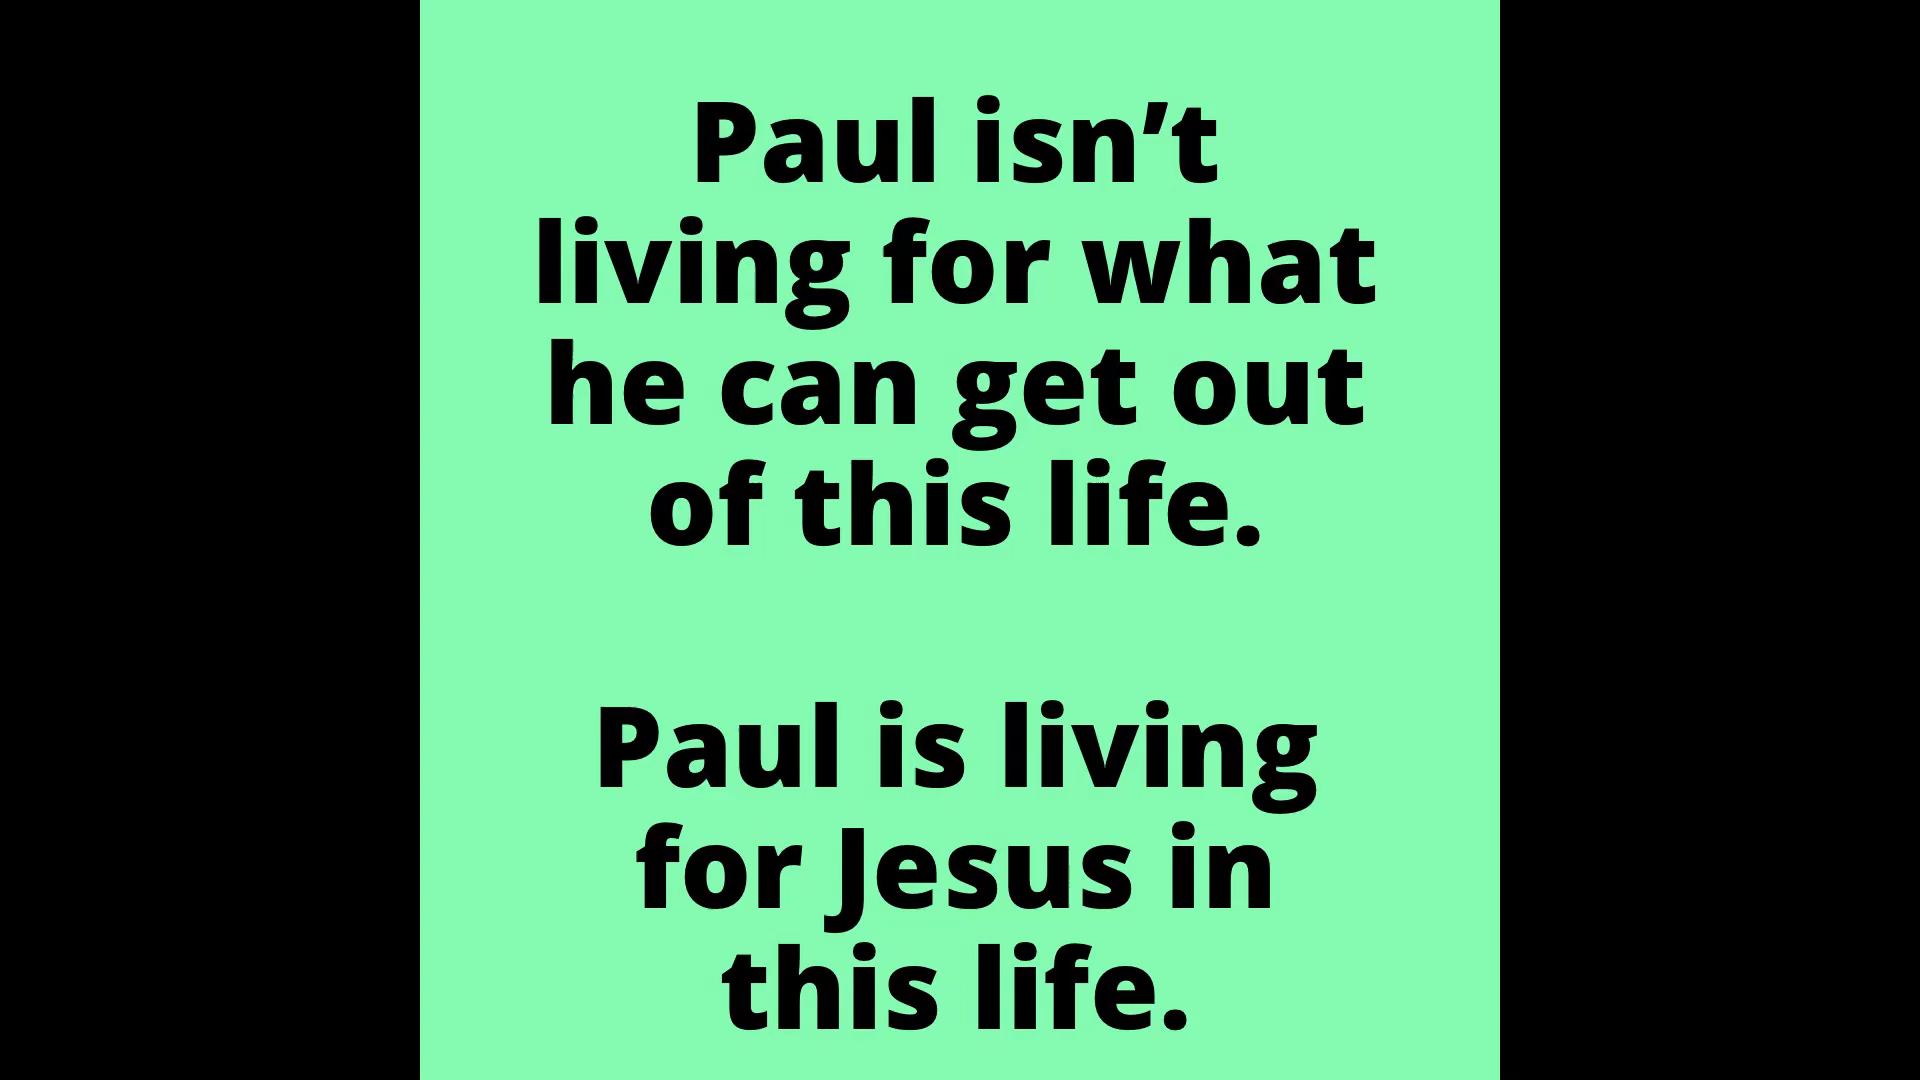 Paul isn’t
living for what
he can get out
of this life.
Paul is living
for Jesus in
this life.